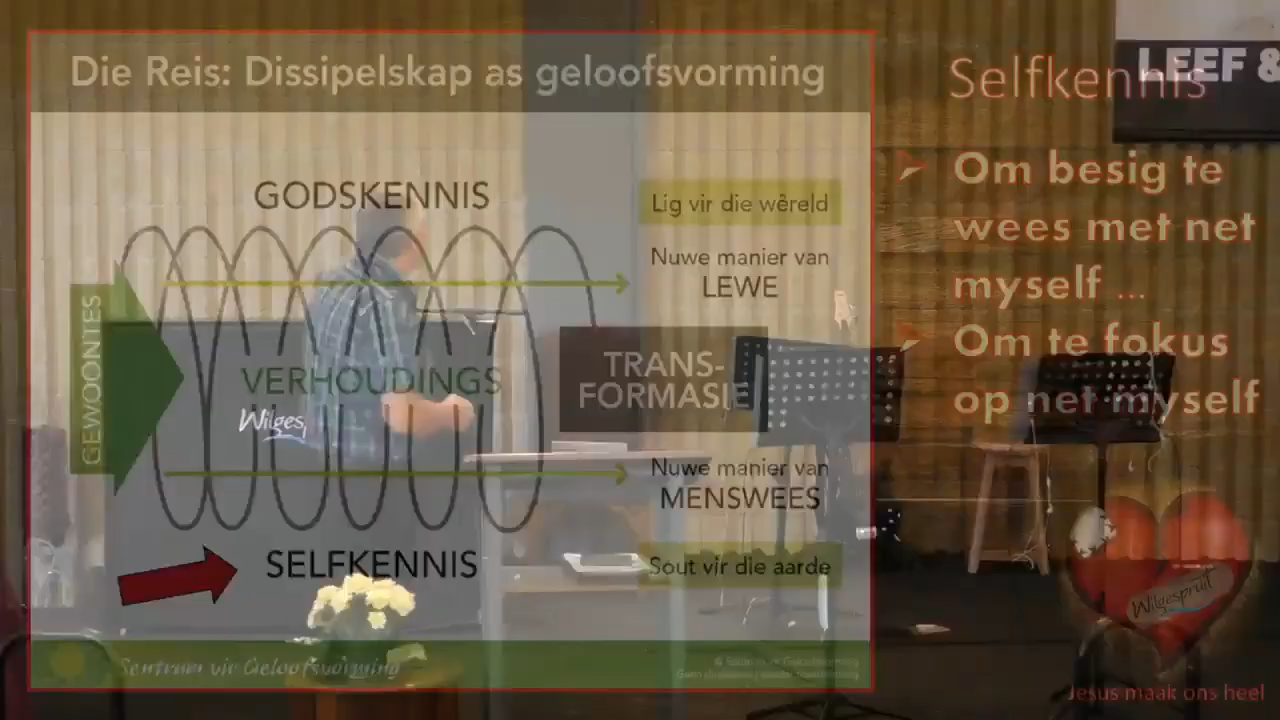 Die Reis: Dissipelskap as geloofsvorming
GODSKENNIS
Lig vir die wêreld
Nuwe manier van
LEWE
GEWOONTES
VERHOUDINGS
TRANS-
FORMASIE
Nuwe manier van
MENSWEES
SELFKENNIS
Sout vir die aarde
Sentrum vir Geloofsvorming
Wilges
LEEF &
Selfkennis
Om besig te
wees met net
myself ...
Om te fokus
op net myself
Wilgespruit
Jesus maak ons heel